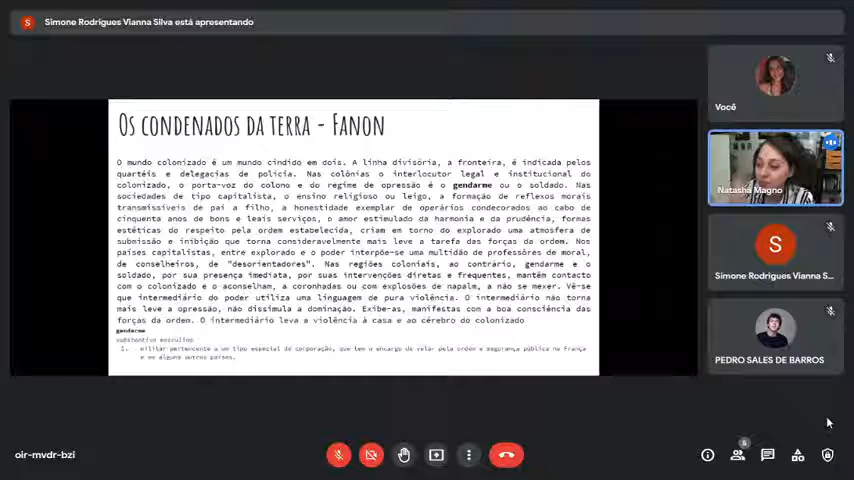 S Simone Rodrigues Vianna Silva está apresentando
Os condenados da terra - Fanon
O mundo colonizado é um mundo cindido em dois. A linha divisória, a fronteira, é indicada pelos
quartéis e delegacias de polícia. Nas colônias o interlocutor legal e institucional do
colonizado, o porta-voz do colono e do regime de opressão é o gendarme ou o soldado. Nas
sociedades de tipo capitalista, o ensino religioso ou leigo, a formação de reflexos morais
transmissíveis de pai a filho, a honestidade exemplar de operários condecorados ao cabo de
cinquenta anos de bons e leais serviços, o amor estimulado da harmonia e da prudência, formas
estéticas do respeito pela ordem estabelecida, criam em torno do explorado uma atmosfera de
submissão e inibição que torna consideravelmente mais leve a tarefa das forças da ordem. Nos
países capitalistas, entre explorado e o poder interpõe-se uma multidão de professôres de moral,
de conselheiros, de "desorientadores". Nas regiões coloniais, ao contrário, gendarme e o
soldado, por sua presença imediata, por suas intervenções diretas e frequentes, mantêm contacto
com o colonizado e o aconselham, a coronhadas ou com explosões de napalm, a não se mexer. Vê-se
que intermediário do poder utiliza uma linguagem de pura violência. O intermediário não torna
mais leve a opressão, não dissimula a dominação. Exibe-as, manifestas com a boa consciência das
forças da ordem. O intermediário leva a violência à casa e ao cérebro do colonizado
gendarme
substantivo masculino
1. militar pertencente a um tipo especial de corporação, que tem o encargo de velar pela ordem e segurança pública na França
e em alguns outros países.
Você
Natasha Magno
S
Simone Rodrigues Vianna S...
PEDRO SALES DE BARROS
oir-mvdr-bzi
5